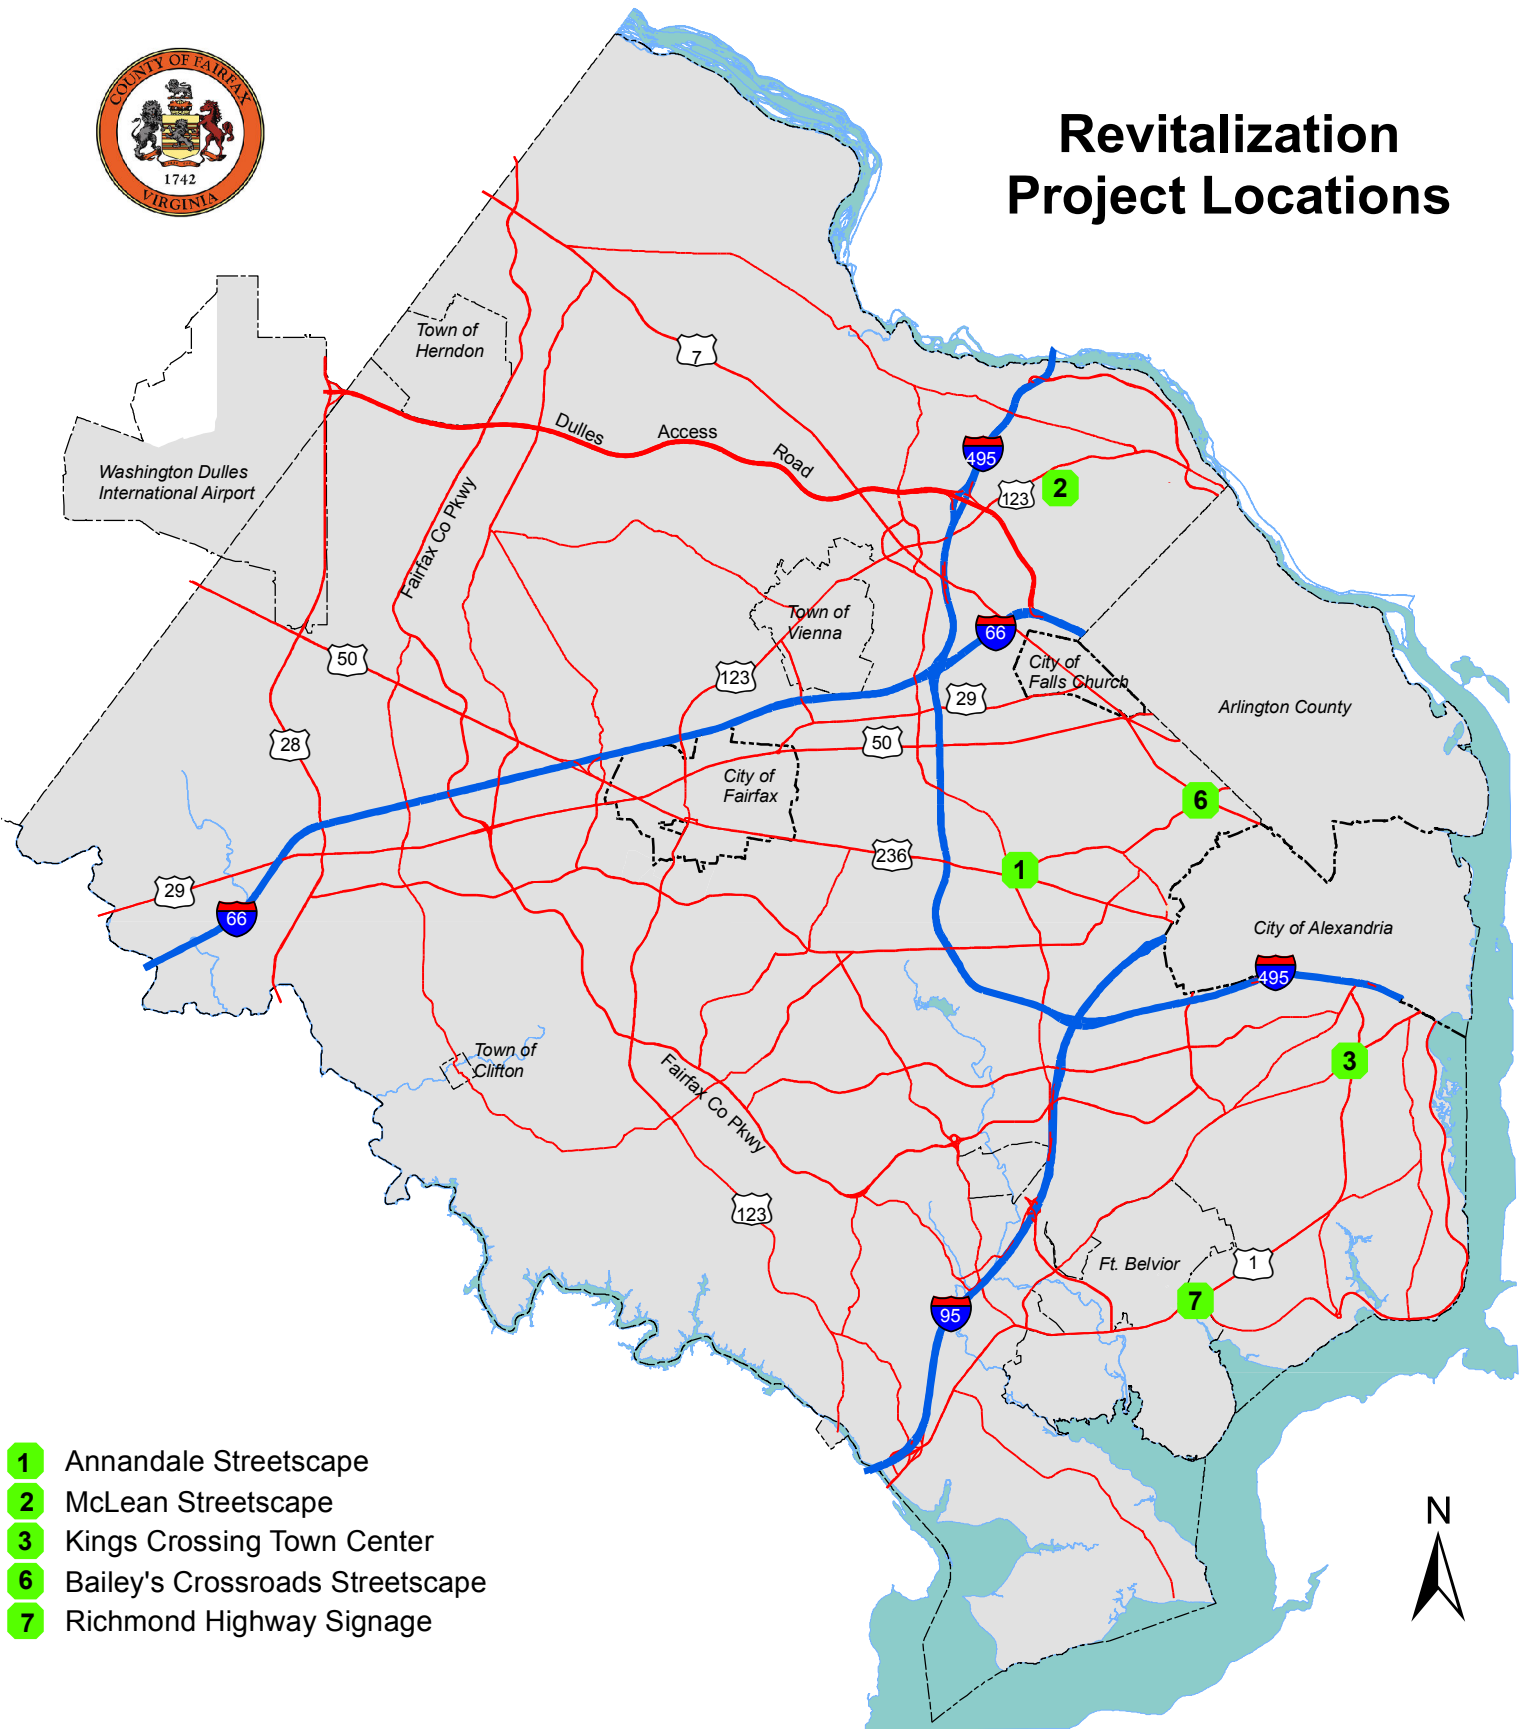 COUNTY OF FAIRFAX
1742
VIRGINIA
Revitalization
Project Locations
Town of
Herndon
7
Dulles
Access
Road
495
123
2
Washington Dulles
International Airport
Fairfax Co Pkwy
Town of
Vienna
66
City of
Falls Church
50
123
29
Arlington County
28
50
City of
Fairfax
6
236
1
29
66
City of Alexandria
495
Town of
Clifton
3
Fairfax Co Pkwy
123
Ft. Belvior
1
7
95
1 Annandale Streetscape
2 McLean Streetscape
3 Kings Crossing Town Center
6 Bailey's Crossroads Streetscape
7 Richmond Highway Signage
N